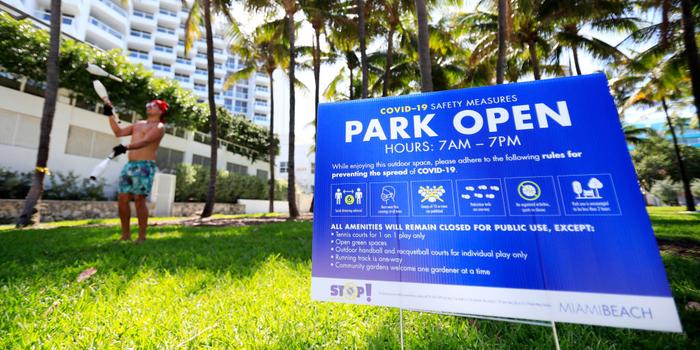 COVID–19 SAFETY MEASURES
PARK OPEN
HOURS: 7AM – 7PM
While enjoying this outdoor space, please adhere to the following rules for
preventing the spread of COVID-19.
Social distancing enforced
ALL AMENITIES WILL REMAIN CLOSED FOR PUBLIC USE, EXCEPT:
• Tennis courts for 1 on 1 play only
• Open green spaces
• Outdoor handball and racquetball courts for individual play only
• Running track is one-way
• Community gardens welcome one gardener at a time
STOP!
MIAMIBEACH